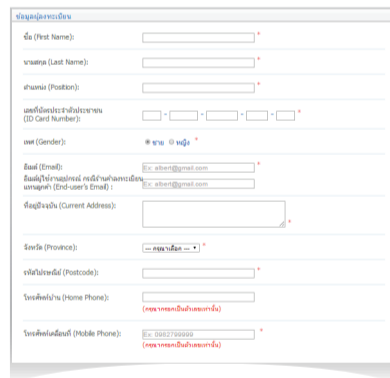 ข้อมูลผู้ลงทะเบียน
ชื่อ (First Name): *
นามสกุล (Last Name): *
ตำแหน่ง (Position): *
เลขที่บัตรประจำตัวประชาชน
(ID Card Number): - - - - *
เพศ (Gender): ชาย หญิง *
อีเมล์ (Email): Ex: albert@gmail.com *
อีเมล์ผู้ใช้งานอุปกรณ์ กรณีร้านค้าลงทะเบียน
แทนลูกค้า (End-user's Email) : Ex: albert@gmail.com
ที่อยู่ปัจจุบัน (Current Address): *
จังหวัด (Province): --- กรุณาเลือก --- *
รหัสไปรษณีย์ (Postcode): *
โทรศัพท์บ้าน (Home Phone):
(กรุณากรอกเป็นตัวเลขเท่านั้น)
โทรศัพท์เคลื่อนที่ (Mobile Phone): Ex: 0982799999 *
(กรุณากรอกเป็นตัวเลขเท่านั้น)